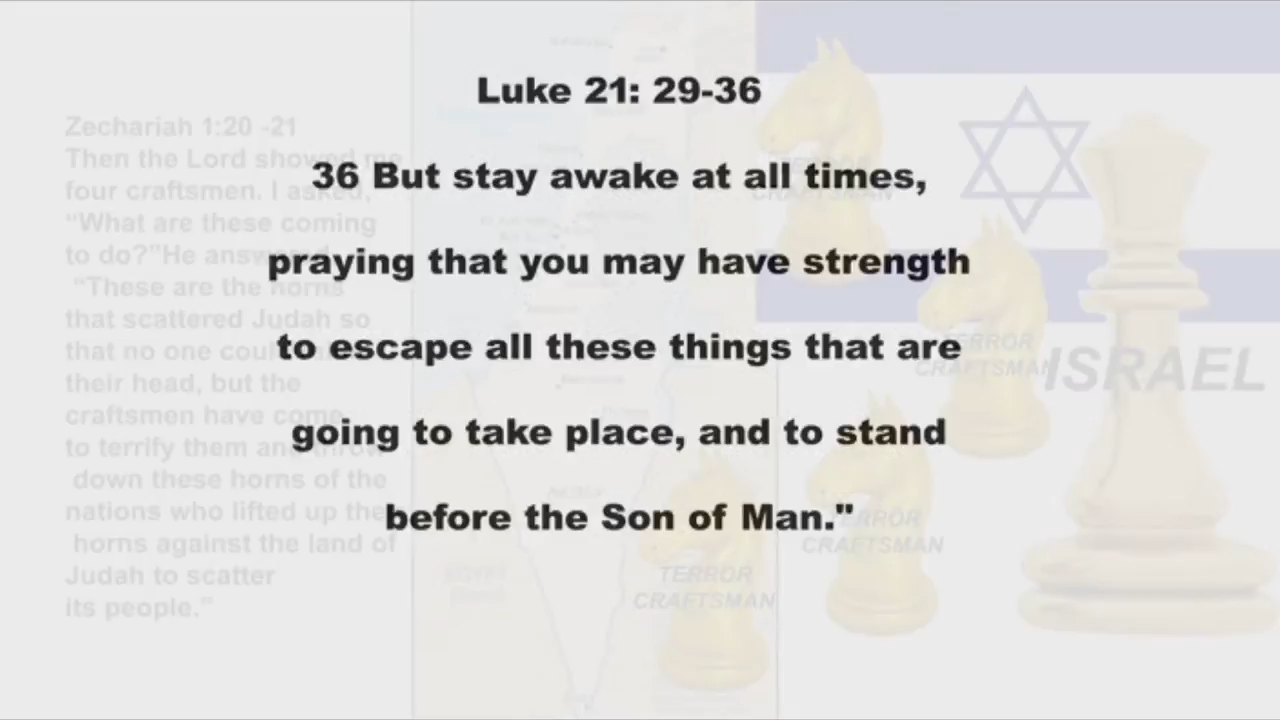 Luke 21: 29-36
36 But stay awake at all times,
praying that you may have strength
to escape all these things that are
going to take place, and to stand
before the Son of Man."
Zechariah 1:20 -21
Then the Lord showed me
four craftsmen. I asked,
“What are these coming
to do?”He answered
“These are the horns
that scattered Judah so
that no one could
their head, but the
craftsmen have come
to terrify them and throw
down these horns of the
nations who lifted up their
horns against the land of
Judah to scatter
its people.”
TERROR
CRAFTSMAN
TERROR
CRAFTSMAN
ISRAEL
TERROR
CRAFTSMAN
TERROR
CRAFTSMAN